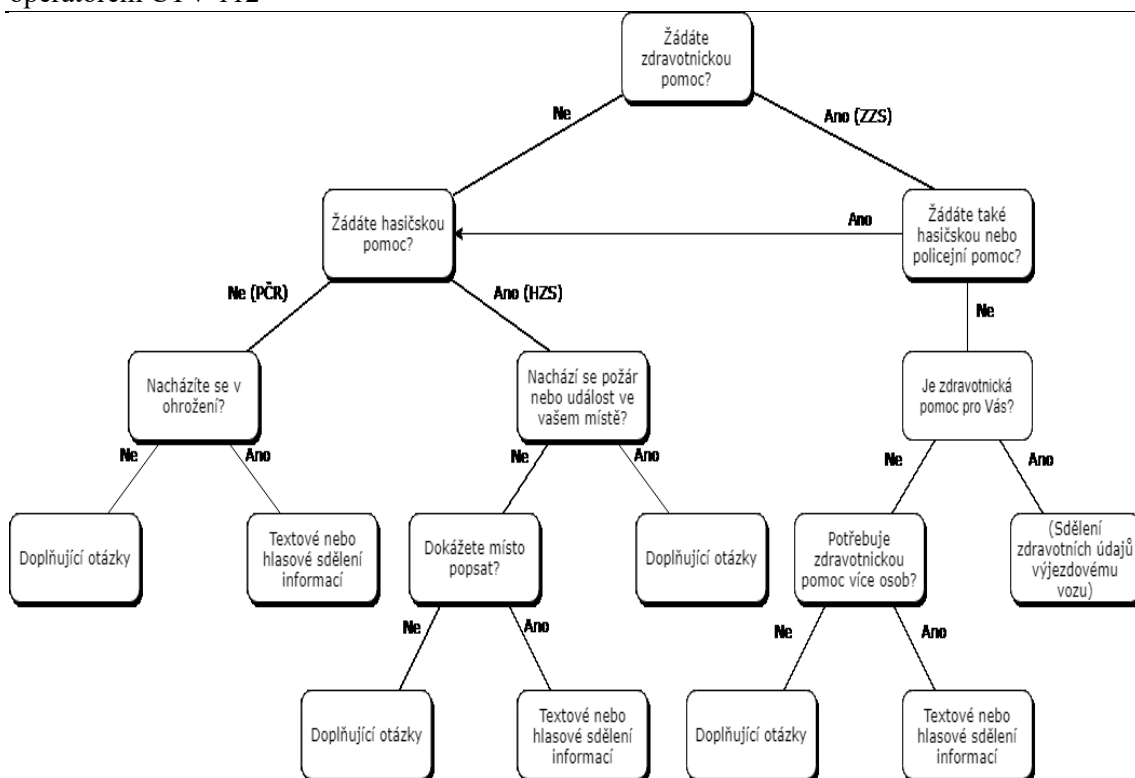 operátorem CTV 112
Žádáte
zdravotnickou
pomoc?
Ne
Ano (ZZS)
Žádáte hasičskou
pomoc?
Ano
Žádáte také
hasičskou nebo
policejní pomoc?
Ne (PČR)
Ano (HZS)
Ne
Nacházíte se v
ohrožení?
Nachází se požár
nebo událost ve
vašem místě?
Je zdravotnická
pomoc pro Vás?
Ne
Ano
Ne
Ano
Ne
Ano
Doplňující otázky
Textové nebo
hlasové sdělení
informací
Dokážete místo
popsat?
Doplňující otázky
Potřebuje
zdravotnickou
pomoc více osob?
(Sdělení
zdravotních údajů
výjezdovému
vozu)
Ne
Ano
Ne
Ano
Doplňující otázky
Textové nebo
hlasové sdělení
informací
Doplňující otázky
Textové nebo
hlasové sdělení
informací